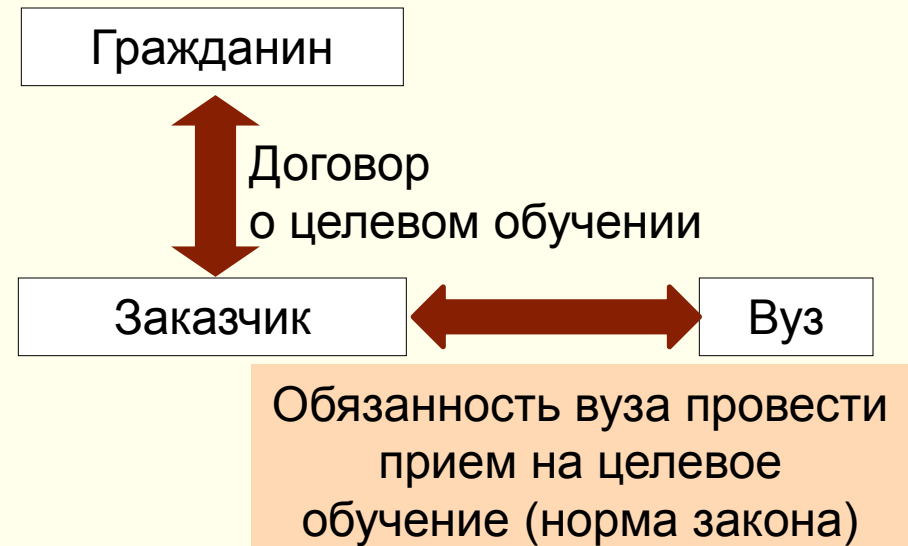 Гражданин
Договор
о целевом обучении
Заказчик
Вуз
Обязанность вуза провести
прием на целевое
обучение (норма закона)